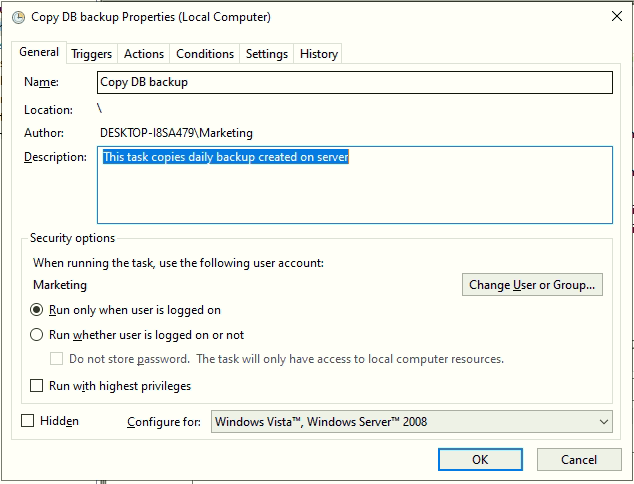 Copy DB backup Properties (Local Computer)
General Triggers Actions Conditions Settings History
Name: Copy DB backup
Location: \
Author: DESKTOP-I8SA479\Marketing
Description: This task copies daily backup created on server
Security options
When running the task, use the following user account:
Marketing Change User or Group...
Run only when user is logged on
Run whether user is logged on or not
Do not store password. The task will only have access to local computer resources.
Run with highest privileges
Hidden Configure for: Windows Vista™, Windows Server™ 2008
OK Cancel